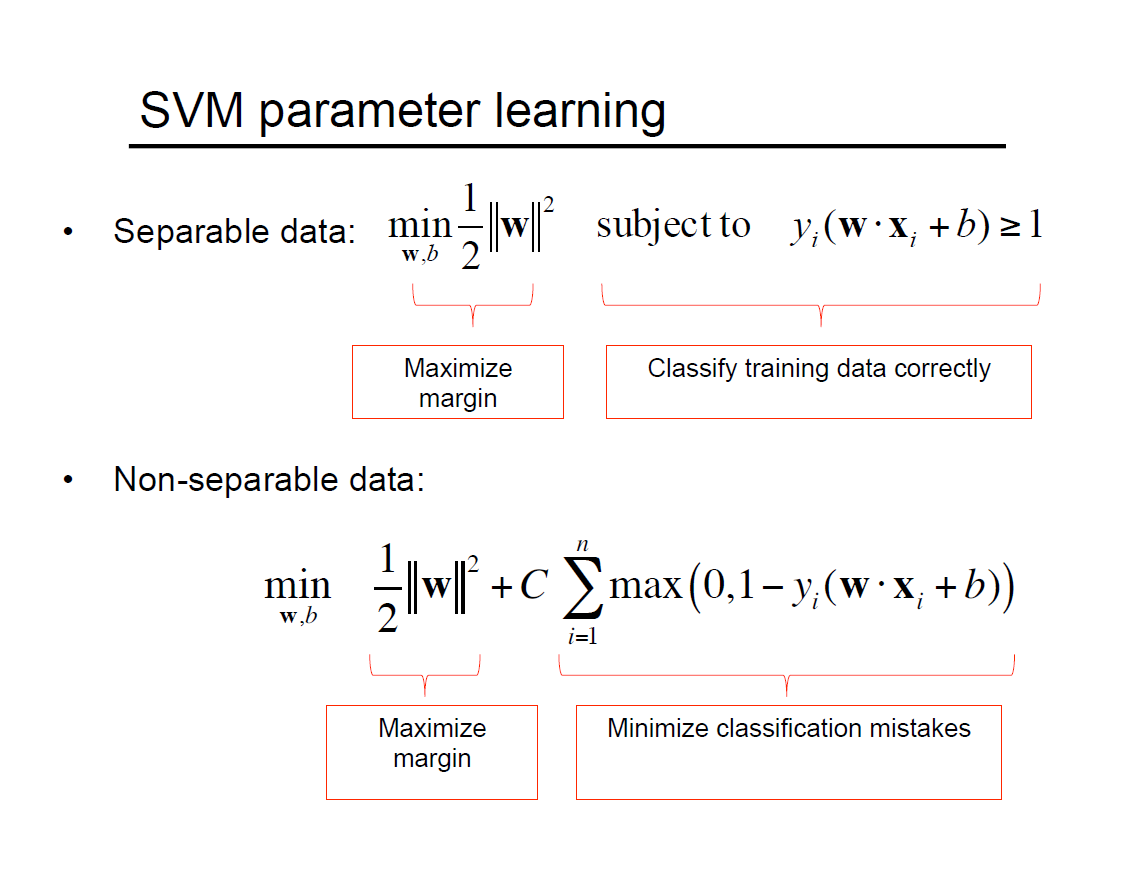 SVM parameter learning
• Separable data: min_{w,b} 1/2 ‖w‖² subject to y_i(w · x_i + b) ≥ 1
Maximize margin
Classify training data correctly
• Non-separable data:
min_{w,b} 1/2 ‖w‖² + C ∑_{i=1}^{n} max(0,1 − y_i(w · x_i + b))
Maximize margin
Minimize classification mistakes